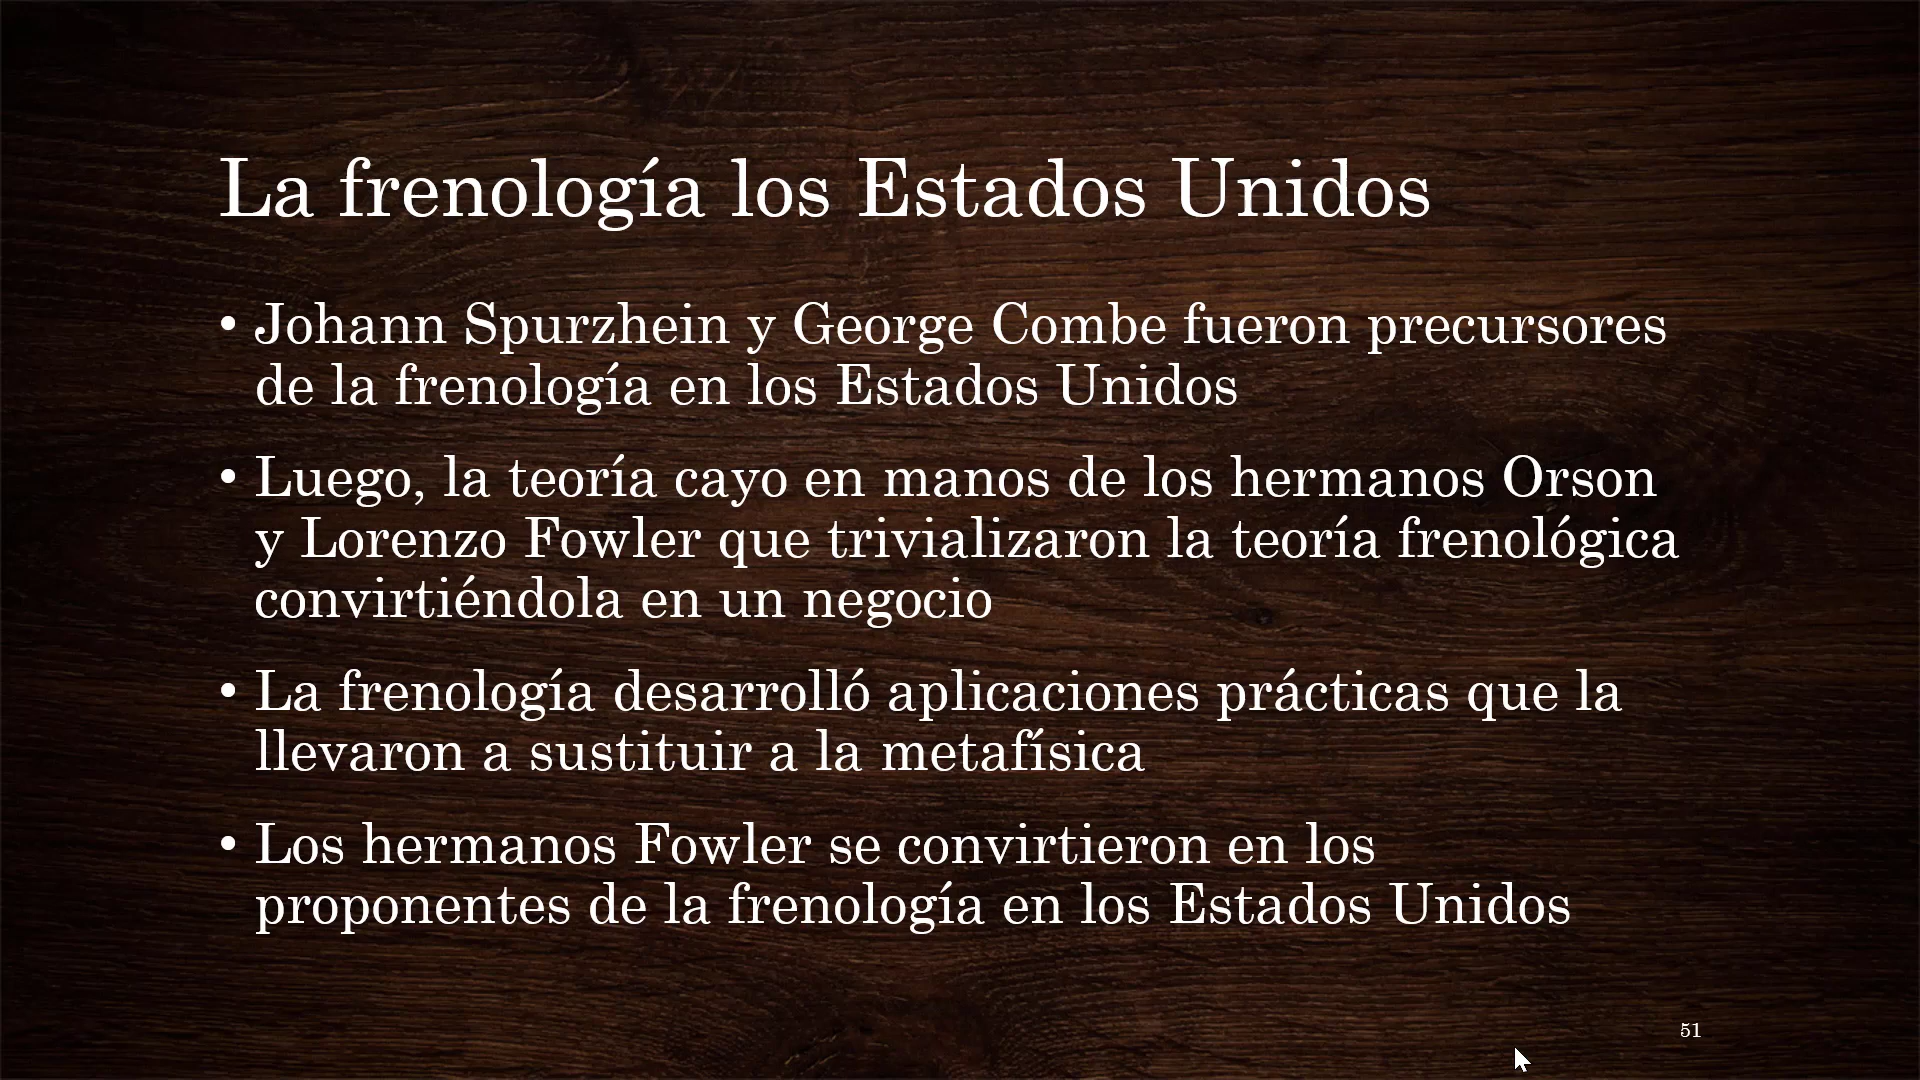 La frenología los Estados Unidos
• Johann Spurzhein y George Combe fueron precursores
de la frenología en los Estados Unidos
• Luego, la teoría cayo en manos de los hermanos Orson
y Lorenzo Fowler que trivializaron la teoría frenológica
convirtiéndola en un negocio
• La frenología desarrolló aplicaciones prácticas que la
llevaron a sustituir a la metafísica
• Los hermanos Fowler se convirtieron en los
proponentes de la frenología en los Estados Unidos
51